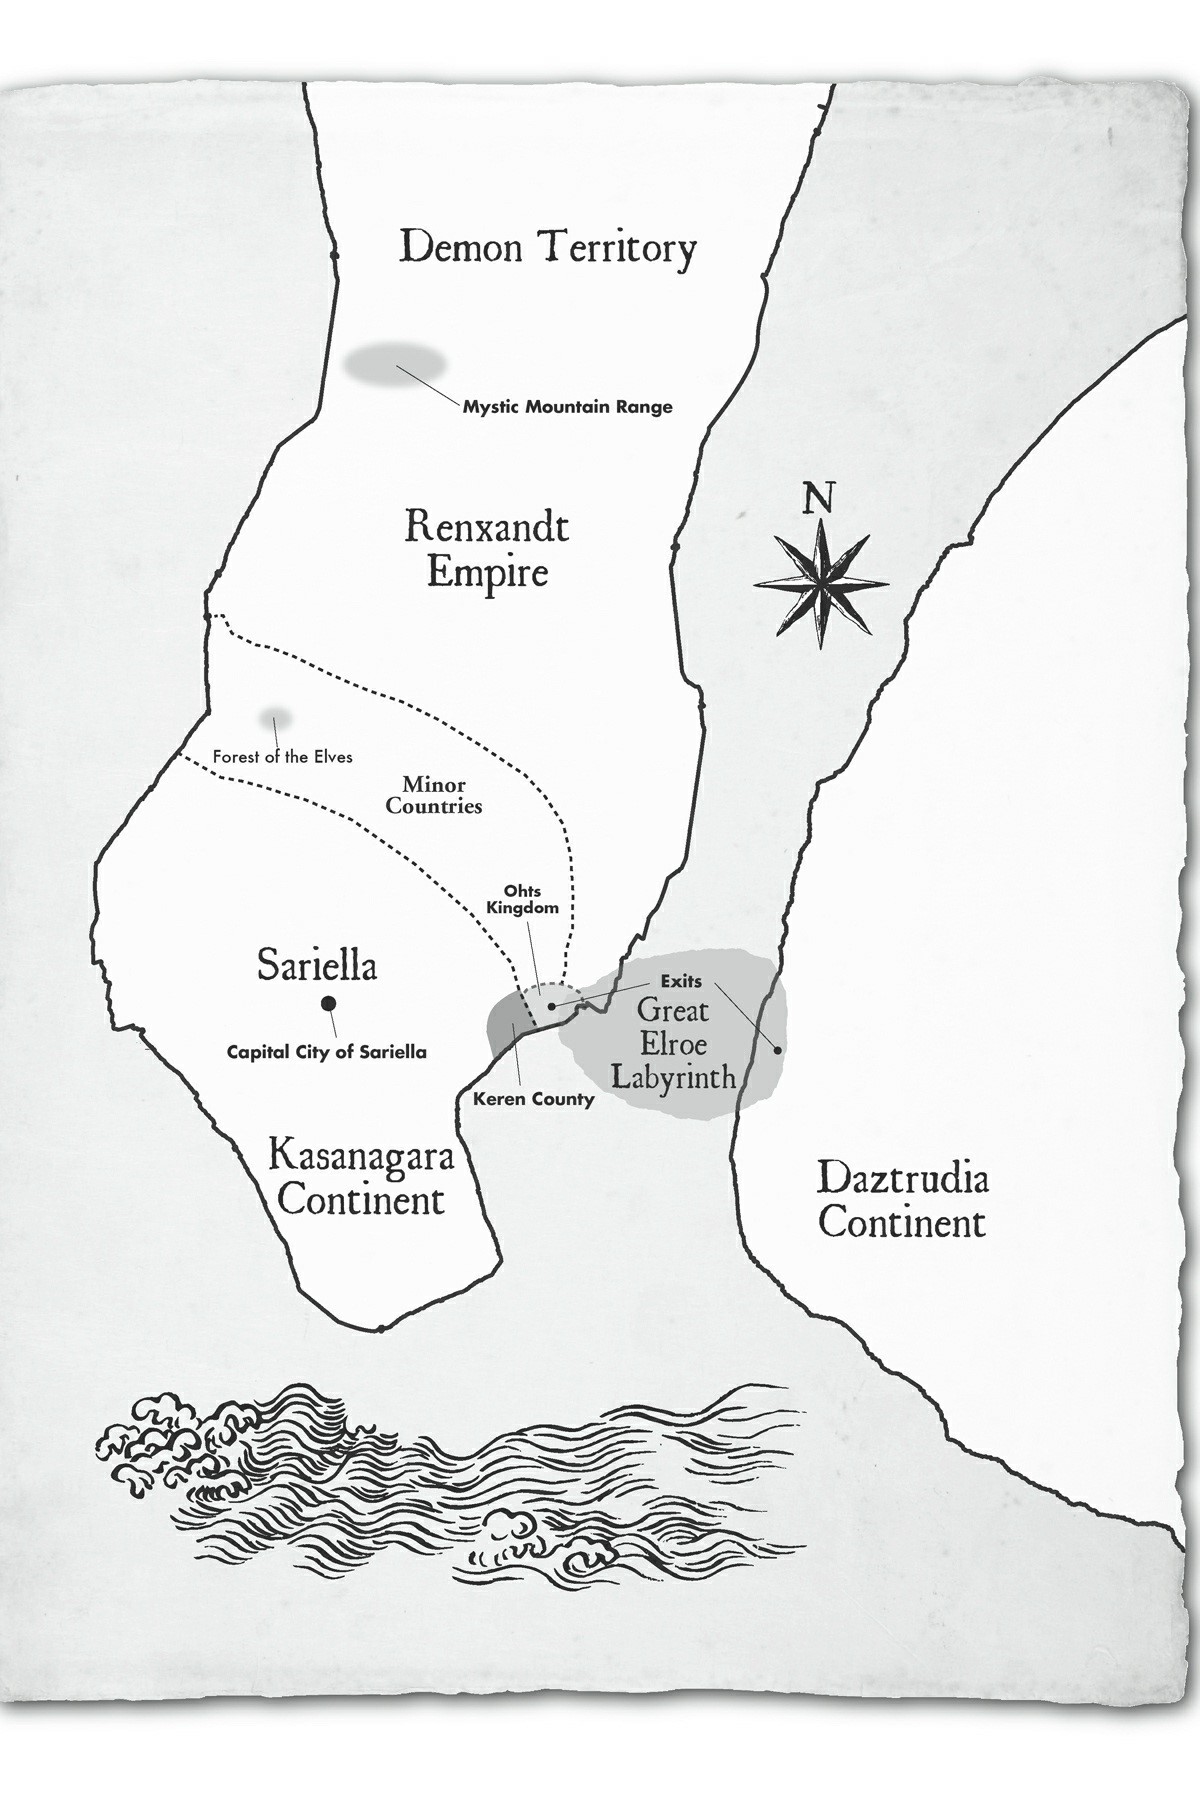 Demon Territory
Mystic Mountain Range
N
Renxandt
Empire
Forest of the Elves
Minor
Countries
Ohts
Kingdom
Sariella
Capital City of Sariella
Exits
Great
Elroe
Labyrinth
Keren County
Kasanagara
Continent
Daztrudia
Continent